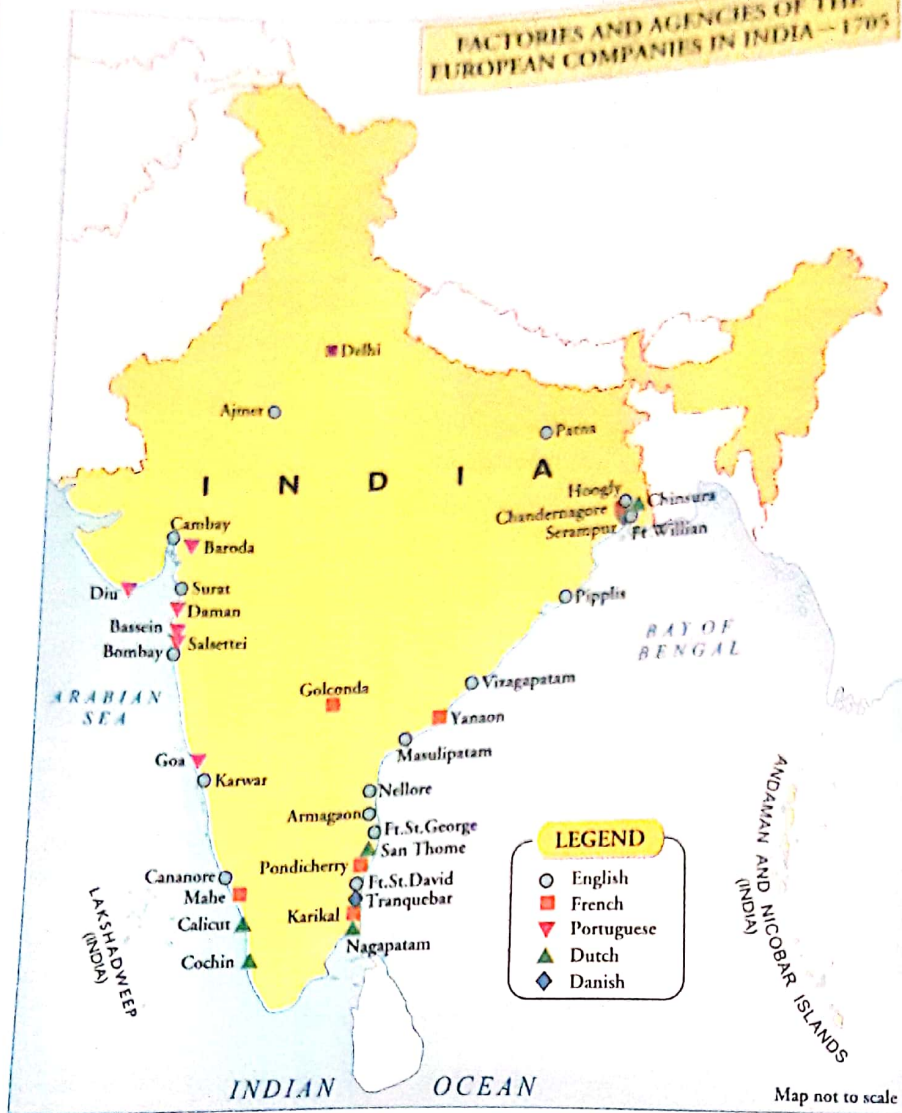 FACTORIES AND AGENCIES OF THE
EUROPEAN COMPANIES IN INDIA—1705
Delhi
Ajmer
Patna
I N D I A
Hoogly
Chinsura
Chandernagore
Serampur
Ft.Willian
Cambay
Baroda
Diu
Surat
Daman
Pipplis
Bassein
Salsettei
Bombay
BAY OF
BENGAL
ARABIAN
SEA
Golconda
Vizagapatam
Yanaon
Masulipatam
Goa
Karwar
Nellore
Armagaon
Ft.St.George
San Thome
Pondicherry
Cananore
Ft.St.David
Mahe
Tranquebar
Karikal
Calicut
Nagapatam
Cochin
LAKSHADWEEP
(INDIA)
ANDAMAN AND NICOBAR ISLANDS
(INDIA)
LEGEND
English
French
Portuguese
Dutch
Danish
INDIAN OCEAN
Map not to scale